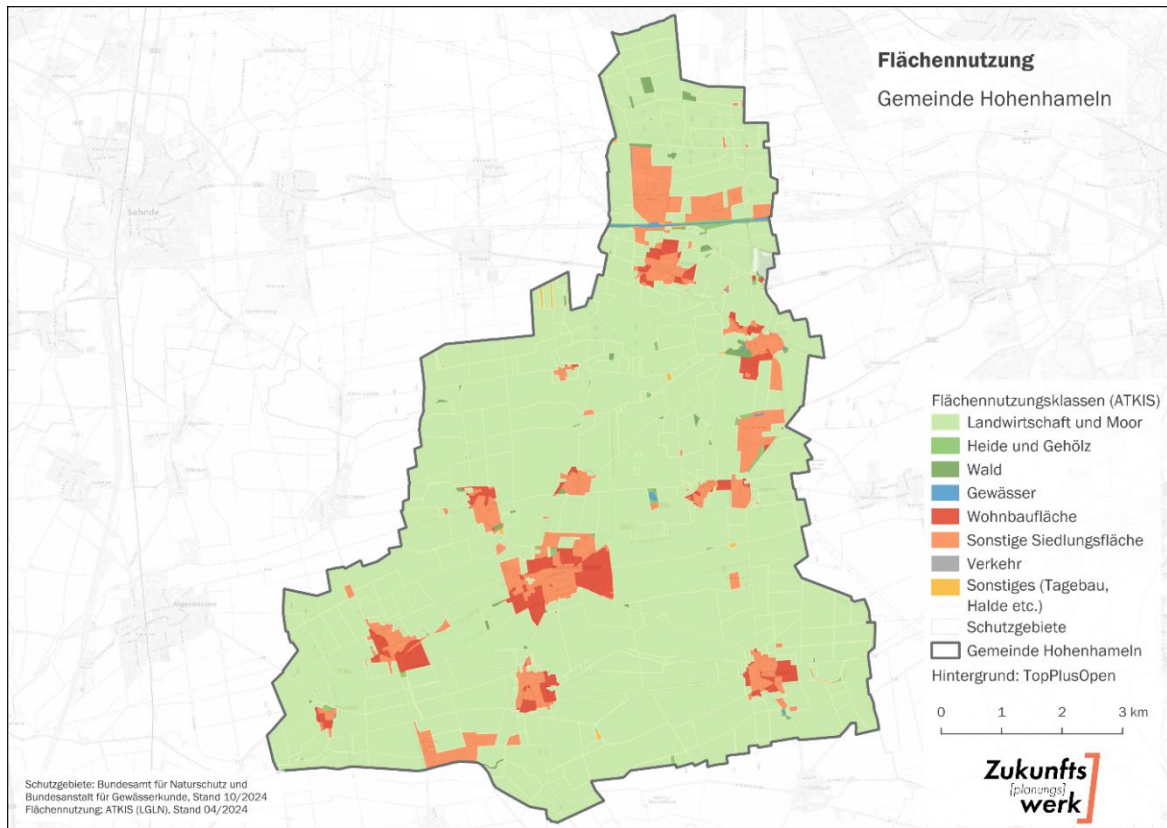 Flächennutzung
Gemeinde Hohenhameln
Sehnde
Algermissen
Flächennutzungsklassen (ATKIS)
Landwirtschaft und Moor
Heide und Gehölz
Wald
Gewässer
Wohnbaufläche
Sonstige Siedlungsfläche
Verkehr
Sonstiges (Tagebau,
Halde etc.)
Schutzgebiete
Gemeinde Hohenhameln
Hintergrund: TopPlusOpen
0 1 2 3 km
Schutzgebiete: Bundesamt für Naturschutz und
Bundesanstalt für Gewässerkunde, Stand 10/2024
Flächennutzung: ATKIS (LGLN), Stand 04/2024
Zukunfts
[planungs]
werk